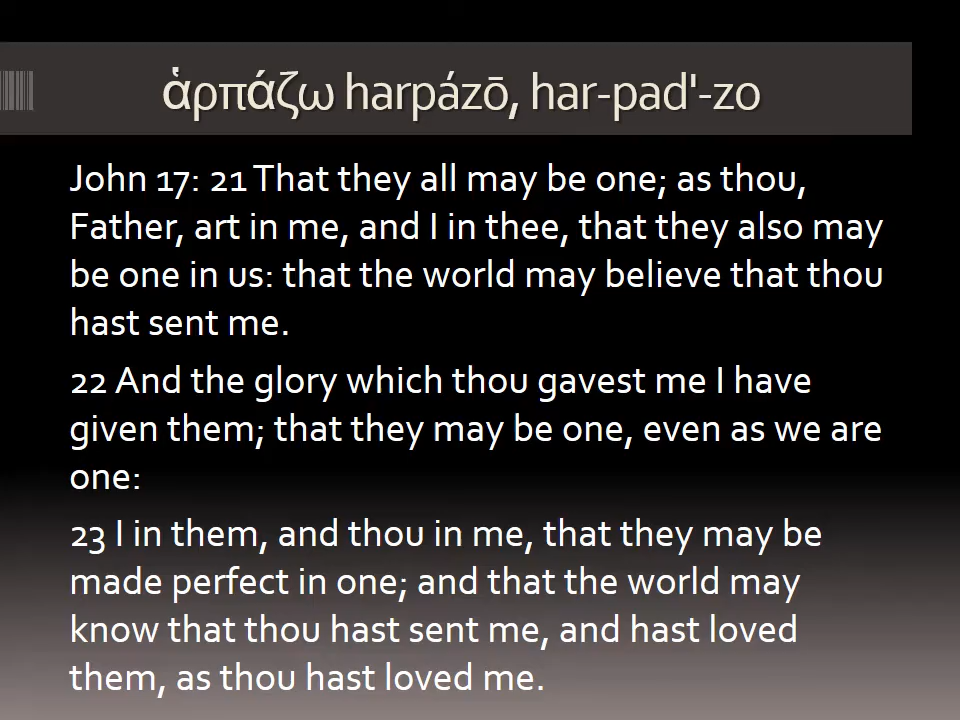 ἁρπάζω harpázō, har-pad'-zo
John 17: 21 That they all may be one; as thou,
Father, art in me, and I in thee, that they also may
be one in us: that the world may believe that thou
hast sent me.
22 And the glory which thou gavest me I have
given them; that they may be one, even as we are
one:
23 I in them, and thou in me, that they may be
made perfect in one; and that the world may
know that thou hast sent me, and hast loved
them, as thou hast loved me.